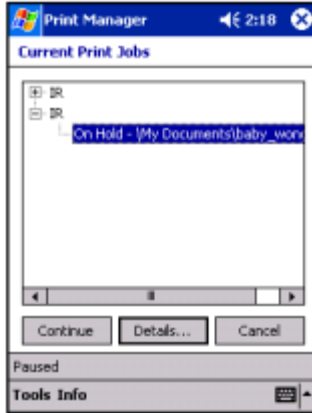 Print Manager 2:18
Current Print Jobs
IR
IR
On Hold - \My Documents\baby_won
Continue Details... Cancel
Paused
Tools Info